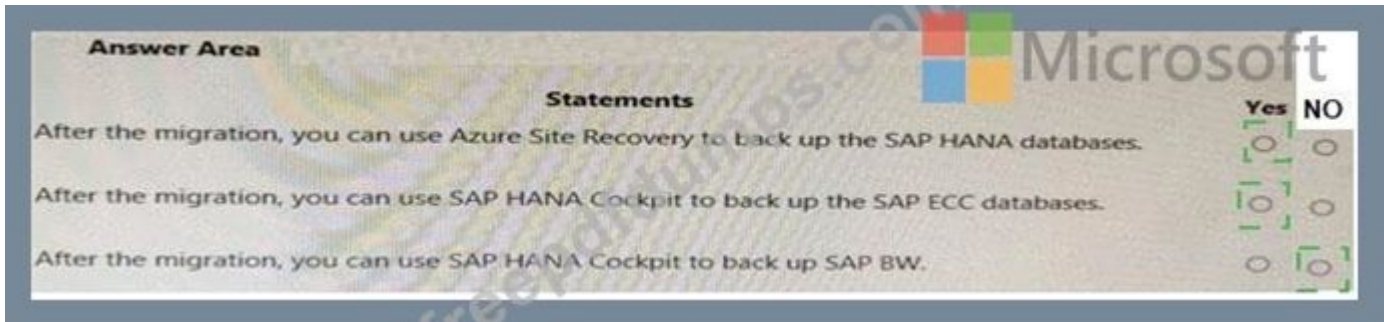 Answer Area
Microsoft
Statements
Yes NO
After the migration, you can use Azure Site Recovery to back up the SAP HANA databases.
After the migration, you can use SAP HANA Cockpit to back up the SAP ECC databases.
After the migration, you can use SAP HANA Cockpit to back up SAP BW.